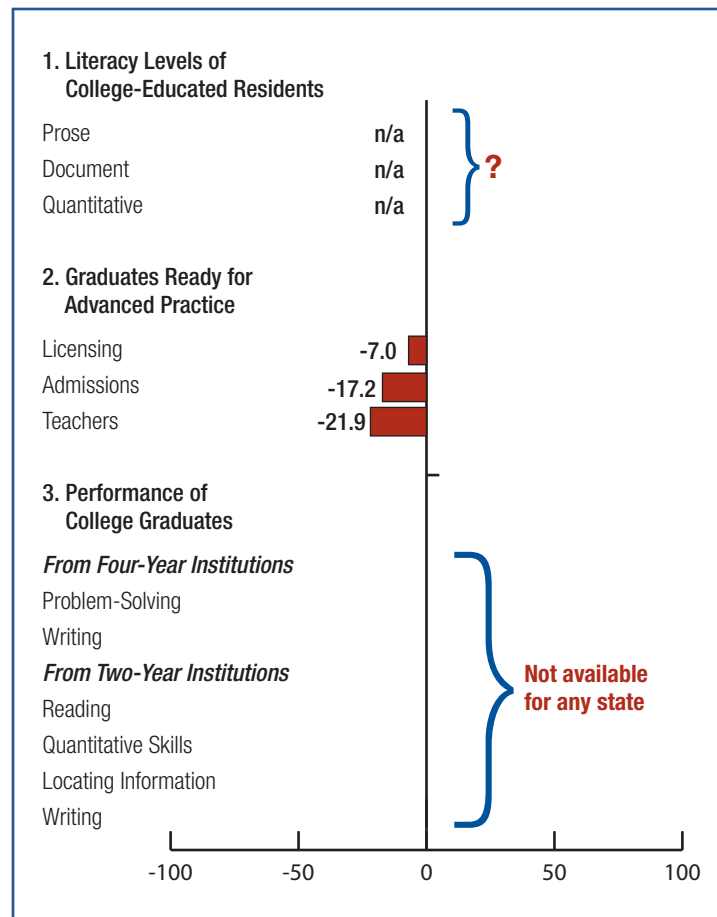 1. Literacy Levels of
College-Educated Residents
Prose n/a
Document n/a
Quantitative n/a
?
2. Graduates Ready for
Advanced Practice
Licensing -7.0
Admissions -17.2
Teachers -21.9
3. Performance of
College Graduates
From Four-Year Institutions
Problem-Solving
Writing
From Two-Year Institutions
Reading
Quantitative Skills
Locating Information
Writing
Not available
for any state
-100 -50 0 50 100